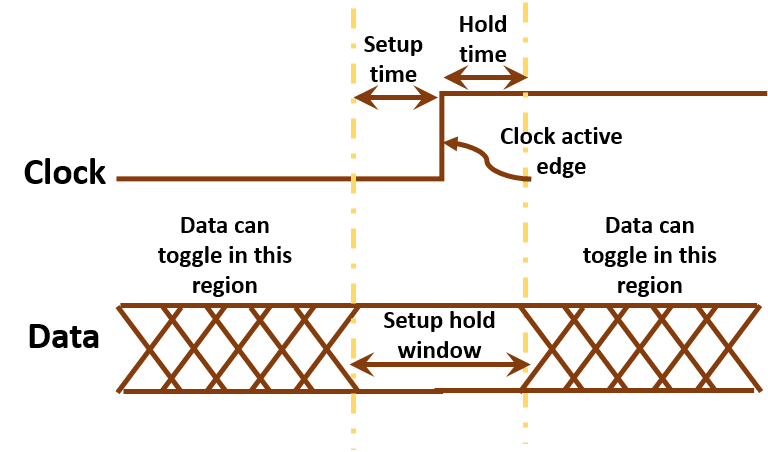 Setup
time
Hold
time
Clock active
edge
Clock
Data can
toggle in this
region
Data can
toggle in this
region
Data
Setup hold
window